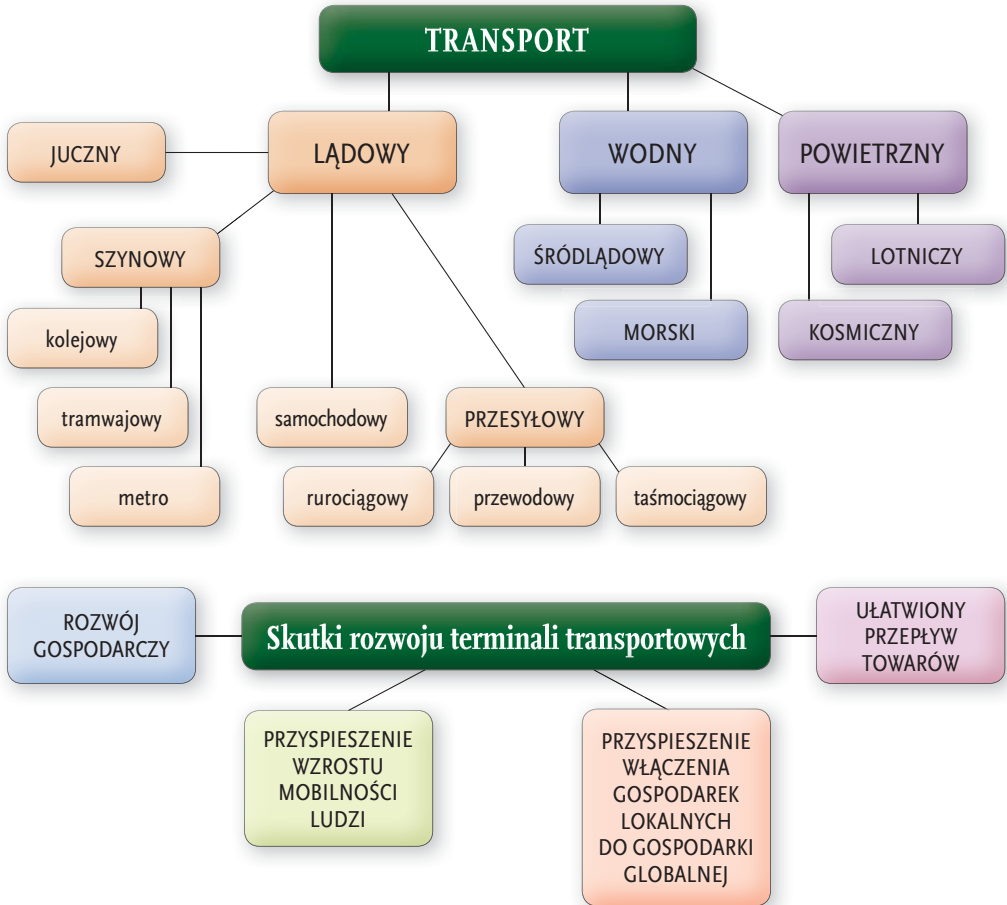 TRANSPORT
JUCZNY
LĄDOWY
WODNY
POWIETRZNY
SZYNOWY
ŚRÓDLĄDOWY
LOTNICZY
kolejowy
MORSKI
KOSMICZNY
tramwajowy
samochodowy
PRZESYŁOWY
metro
rurociągowy
przewodowy
taśmociągowy
ROZWÓJ
GOSPODARCZY
Skutki rozwoju terminali transportowych
UŁATWIONY
PRZEPŁYW
TOWARÓW
PRZYSPIESZENIE
WZROSTU
MOBILNOŚCI
LUDZI
PRZYSPIESZENIE
WŁĄCZENIA
GOSPODAREK
LOKALNYCH
DO GOSPODARKI
GLOBALNEJ